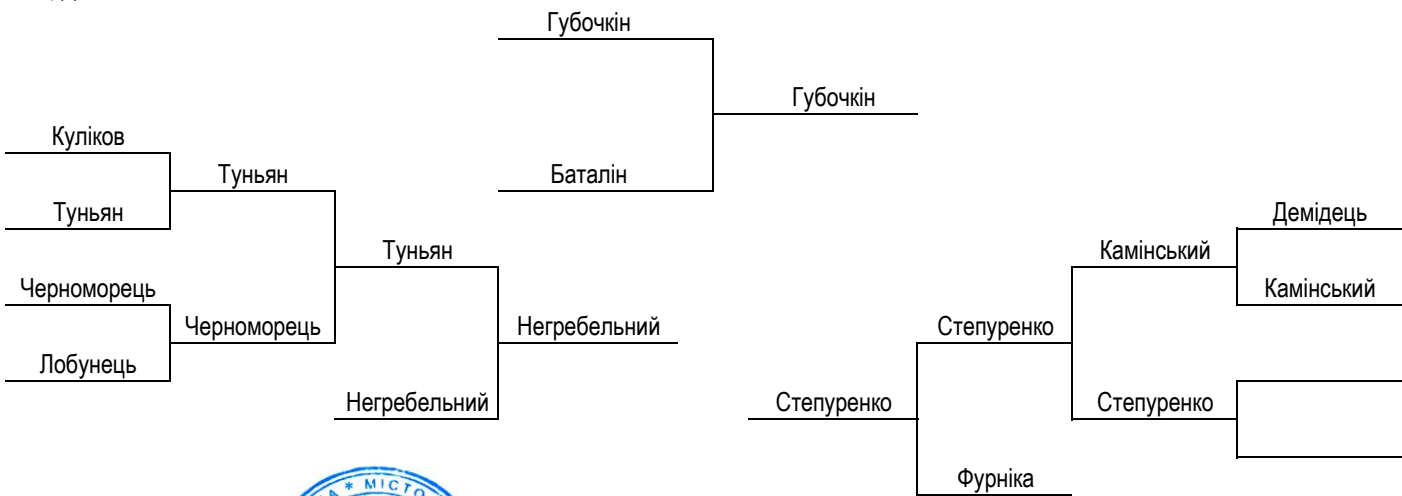 Губочкін
Губочкін
Куліков
Туньян
Баталін
Туньян
Демідець
Туньян
Камінський
Черноморець
Камінський
Черноморець
Негребельний
Степуренко
Лобунець
Негребельний
Степуренко
Степуренко
Фурніка
* МІСТО